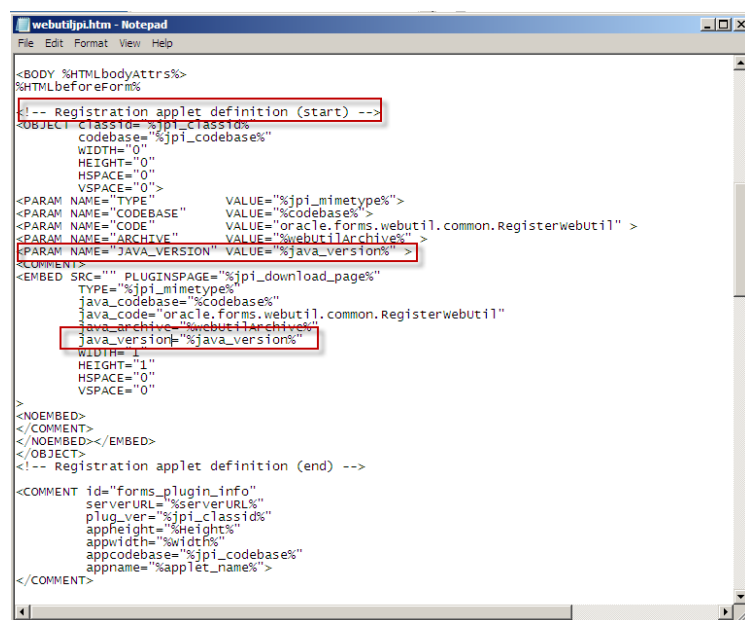 webutiljpi.htm - Notepad
File Edit Format View Help
<BODY %HTMLbodyAttrs%>
%HTMLbeforeForm%
<!-- Registration applet definition (start) -->
<OBJECT classid="%jpi_classid%"
codebase="%jpi_codebase%"
WIDTH="0"
HEIGHT="0"
HSPACE="0"
VSPACE="0">
<PARAM NAME="TYPE" VALUE="%jpi_mimetype%">
<PARAM NAME="CODEBASE" VALUE="%codebase%">
<PARAM NAME="CODE" VALUE="oracle.forms.webutil.common.RegisterWebUtil" >
<PARAM NAME="ARCHIVE" VALUE="%webUtilArchive%" >
<PARAM NAME="JAVA_VERSION" VALUE="%java_version%" >
<COMMENT>
<EMBED SRC="" PLUGINSPAGE="%jpi_download_page%"
TYPE="%jpi_mimetype%"
java_codebase="%codebase%"
java_code="oracle.forms.webutil.common.RegisterWebUtil"
java_archive="%webUtilArchive%"
java_version="%java_version%"
WIDTH="1"
HEIGHT="1"
HSPACE="0"
VSPACE="0"
>
<NOEMBED>
</COMMENT>
</NOEMBED></EMBED>
</OBJECT>
<!-- Registration applet definition (end) -->
<COMMENT id="forms_plugin_info"
serverURL="%serverURL%"
plug_ver="%jpi_classid%"
appheight="%Height%"
appwidth="%width%"
appcodebase="%jpi_codebase%"
appname="%applet_name%">
</COMMENT>